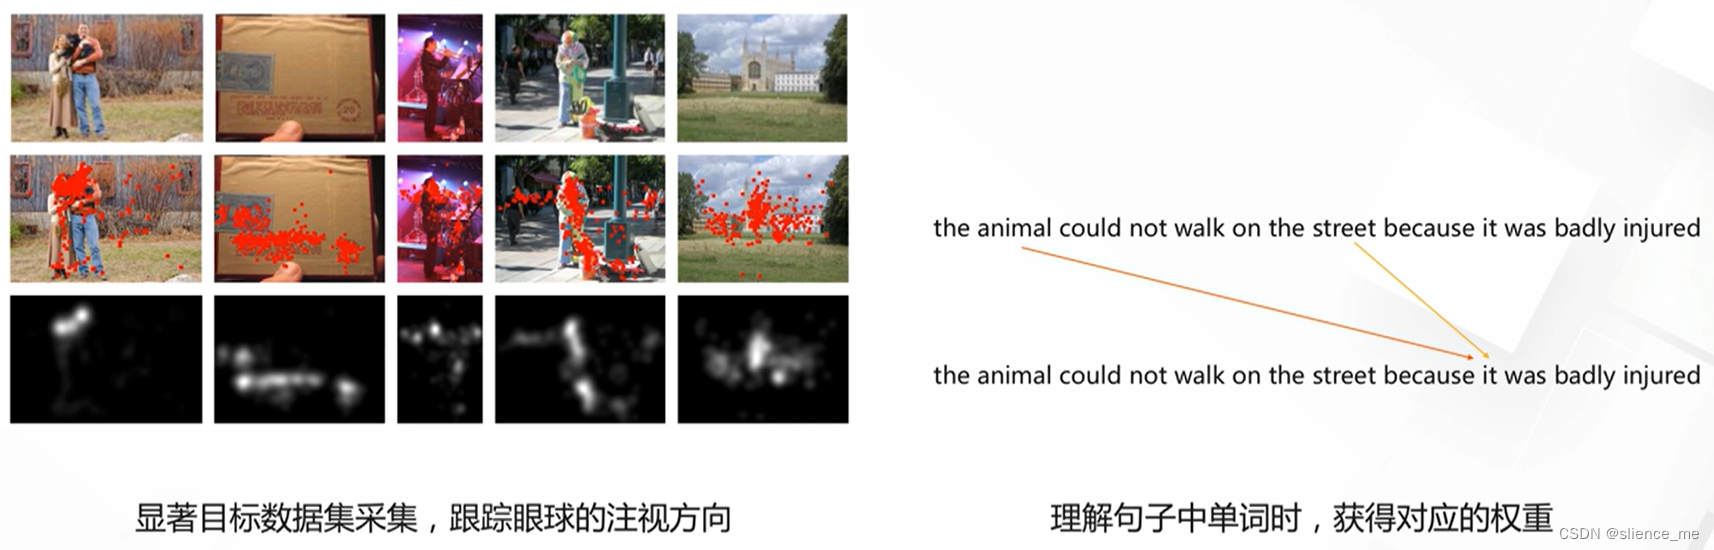 the animal could not walk on the street because it was badly injured
the animal could not walk on the street because it was badly injured
显著目标数据集采集，跟踪眼球的注视方向
理解句子中单词时，获得对应的权重
CSDN @slience_me